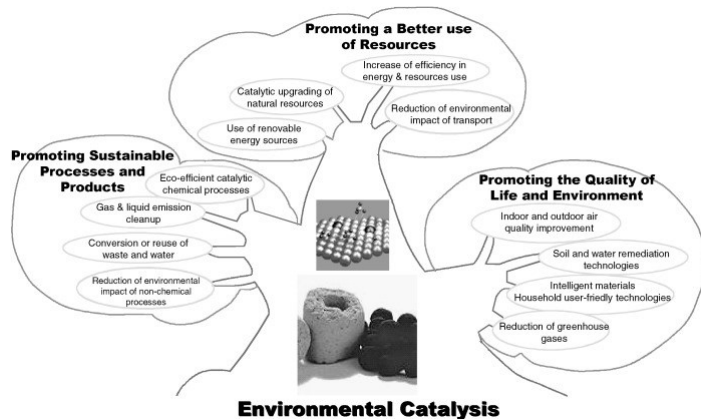 Promoting a Better use
of Resources
Increase of efficiency in
energy & resources use
Catalytic upgrading of
natural resources
Reduction of environmental
impact of transport
Use of renovable
energy sources
Promoting Sustainable
Processes and
Products
Eco-efficient catalytic
chemical processes
Gas & liquid emission
cleanup
Conversion or reuse of
waste and water
Reduction of environmental
impact of non-chemical
processes
Promoting the Quality of
Life and Environment
Indoor and outdoor air
quality improvement
Soil and water remediation
technologies
Intelligent materials
Household user-fridly technologies
Reduction of greenhouse
gases
Environmental Catalysis